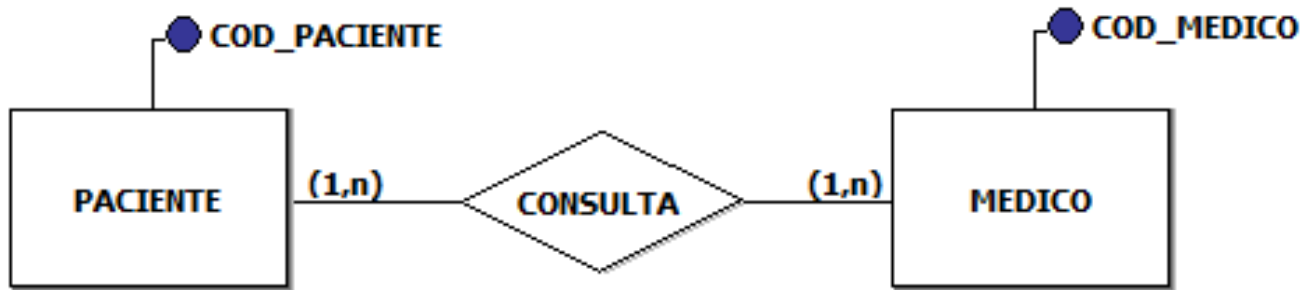 COD_PACIENTE
COD_MEDICO
PACIENTE
(1,n)
CONSULTA
(1,n)
MEDICO